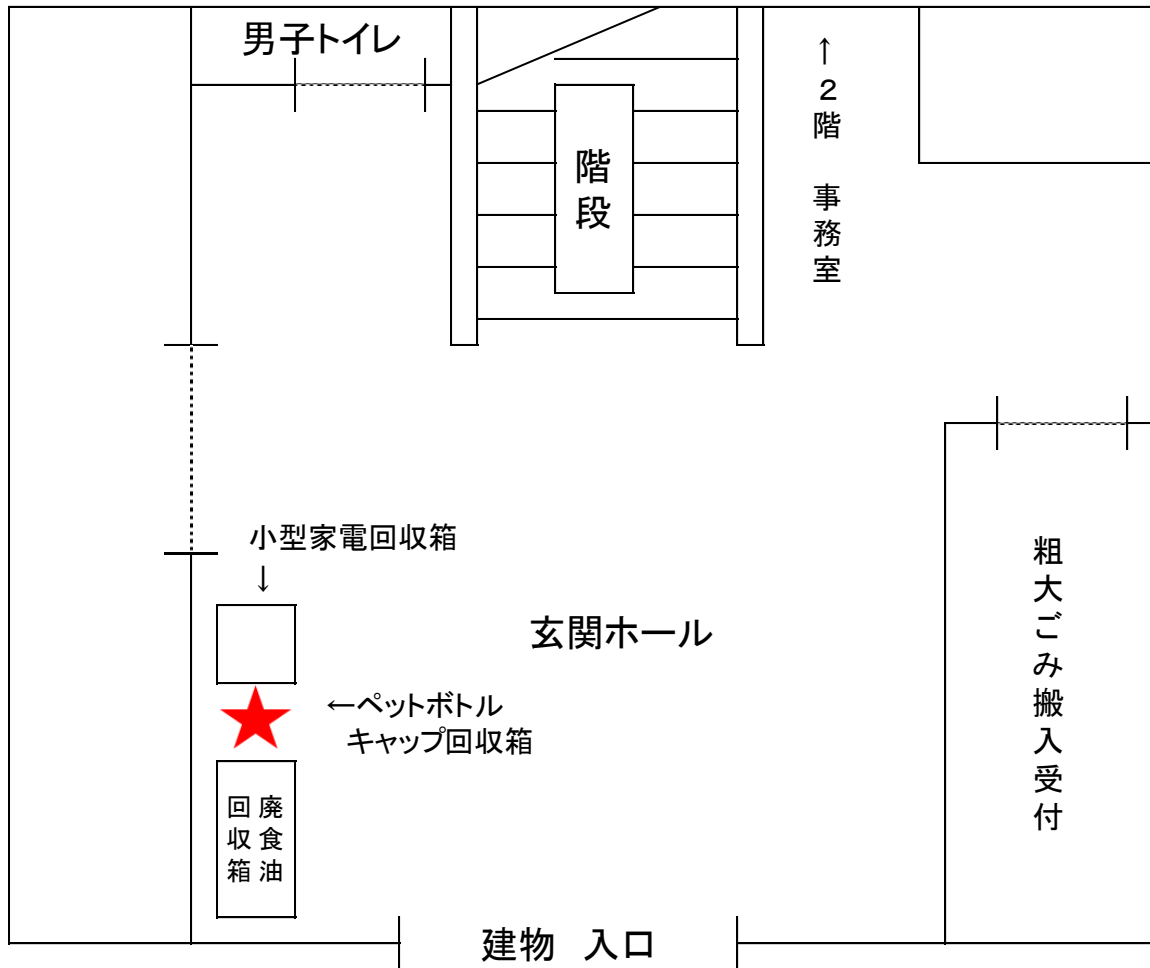 男子トイレ
階段
↑2階　事務室
小型家電回収箱
↓
玄関ホール
←ペットボトル
キャップ回収箱
廃食油
回収箱
粗大ごみ搬入受付
建物　入口